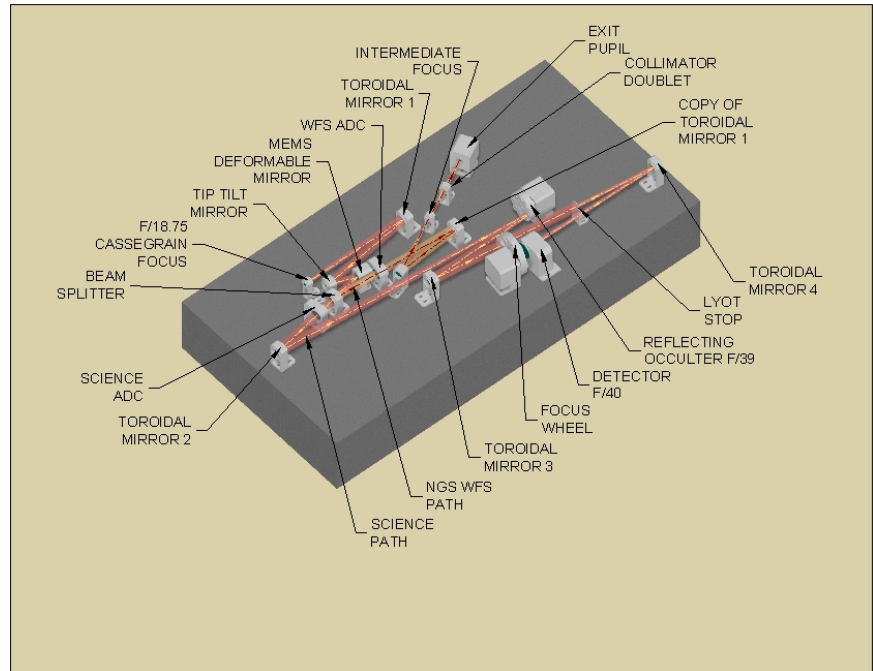 EXIT
PUPIL
INTERMEDIATE
FOCUS
COLLIMATOR
DOUBLET
TOROIDAL
MIRROR 1
COPY OF
TOROIDAL
MIRROR 1
WFS ADC
MEMS
DEFORMABLE
MIRROR
TIP TILT
MIRROR
F/18.75
CASSEGRAIN
FOCUS
BEAM
SPLITTER
TOROIDAL
MIRROR 4
LYOT
STOP
REFLECTING
OCCULTER F/39
SCIENCE
ADC
DETECTOR
F/40
TOROIDAL
MIRROR 2
FOCUS
WHEEL
TOROIDAL
MIRROR 3
NGS WFS
PATH
SCIENCE
PATH